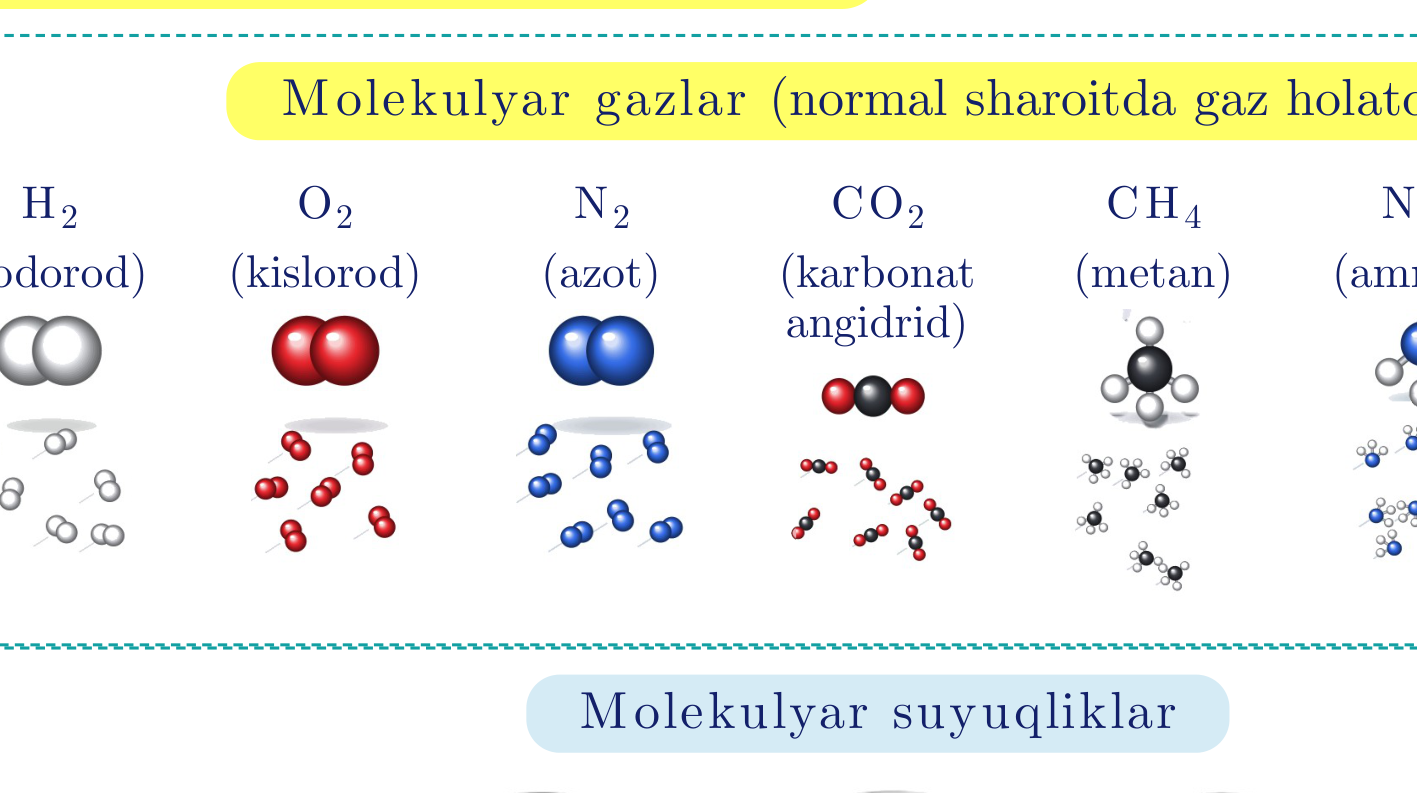 Molekulyar gazlar (normal sharoitda gaz
H₂ O₂ N₂ CO₂ CH₄
(kislorod) (azot) (karbonat angidrid) (metan)
Molekulyar suyuqliklar